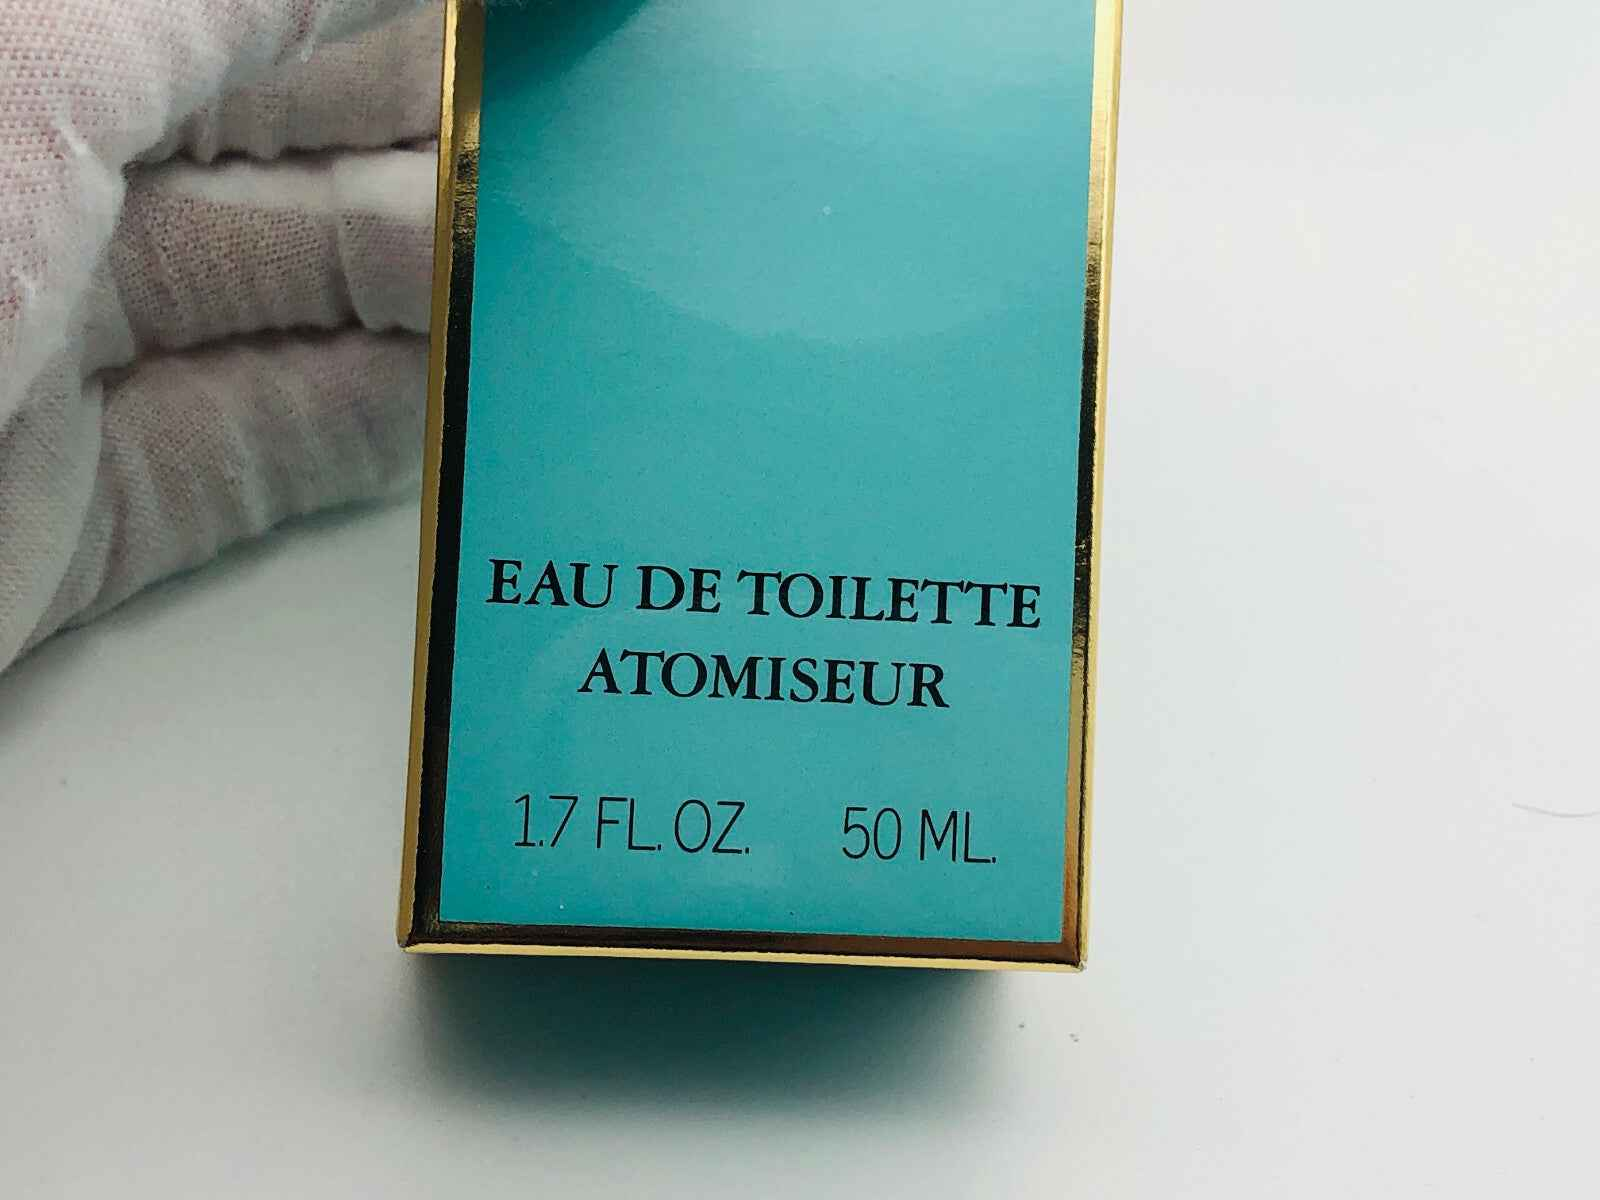 EAU DE TOILETTE
ATOMISEUR
1.7 FL. OZ. 50 ML.